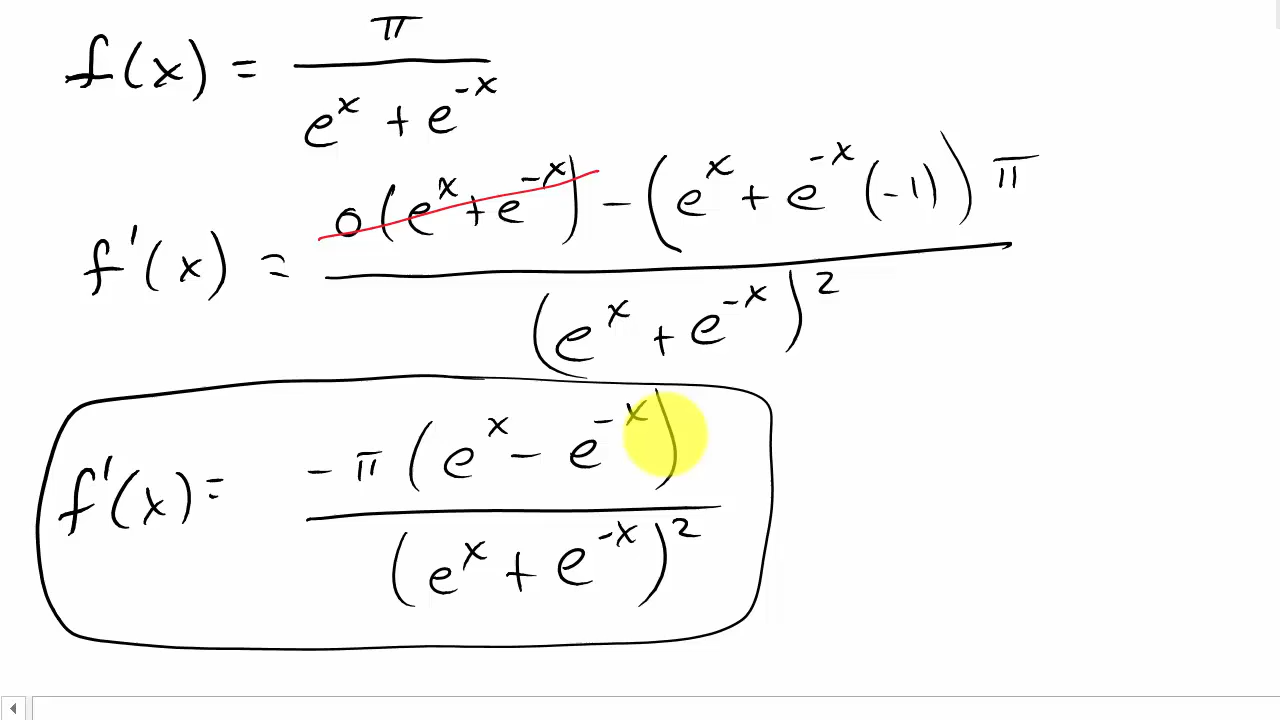 f(x) = π / (e^x + e^-x)
f'(x) = (0(e^x + e^-x) - (e^x + e^-x(-1))π) / (e^x + e^-x)^2
f'(x) = -π(e^x - e^-x) / (e^x + e^-x)^2